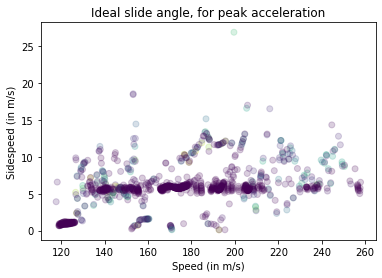 Ideal slide angle, for peak acceleration
Sidespeed (in m/s)
25
20
15
10
5
0
120 140 160 180 200 220 240 260
Speed (in m/s)